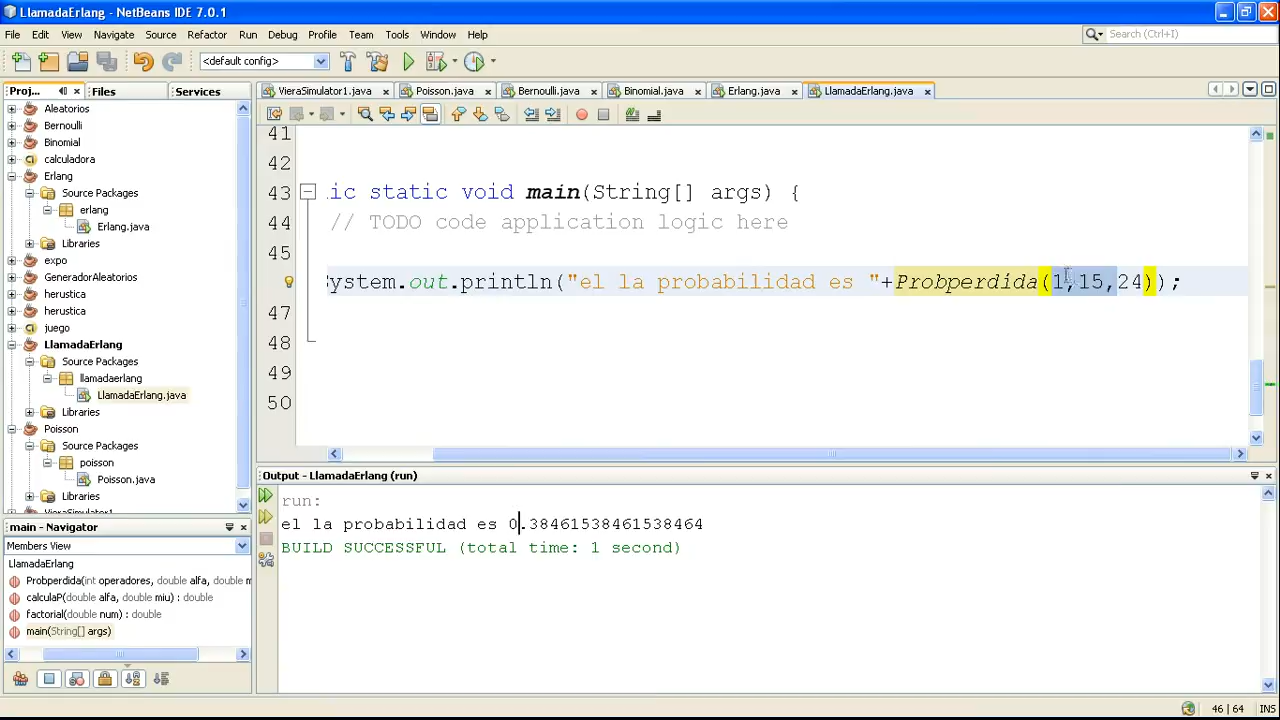 LlamadaErlang - NetBeans IDE 7.0.1
File Edit View Navigate Source Refactor Run Debug Profile Team Tools Window Help
Search (Ctrl+I)
<default config>
Proj... Files Services
VieraSimulator1.java Poisson.java Bernoulli.java Binomial.java Erlang.java LlamadaErlang.java
Aleatorios
Bernoulli
Binomial
calculadora
Erlang
Source Packages
erlang
Erlang.java
Libraries
expo
GeneradorAleatorios
herustica
herustica
juego
LlamadaErlang
Source Packages
llamadaerlang
LlamadaErlang.java
Libraries
Poisson
Source Packages
poisson
Poisson.java
Libraries
VieraSimulator1
41
42
43 ic static void main(String[] args) {
44 // TODO code application logic here
45
ystem.out.println("el la probabilidad es "+Probperdida(1,15,24));
47
48
49
50
main - Navigator
Members View
LlamadaErlang
Probperdida(int operadores, double alfa, double m
calculaP(double alfa, double miu) : double
factorial(double num) : double
main(String[] args)
Output - LlamadaErlang (run)
run:
el la probabilidad es 0.38461538461538464
BUILD SUCCESSFUL (total time: 1 second)
46 | 64 INS